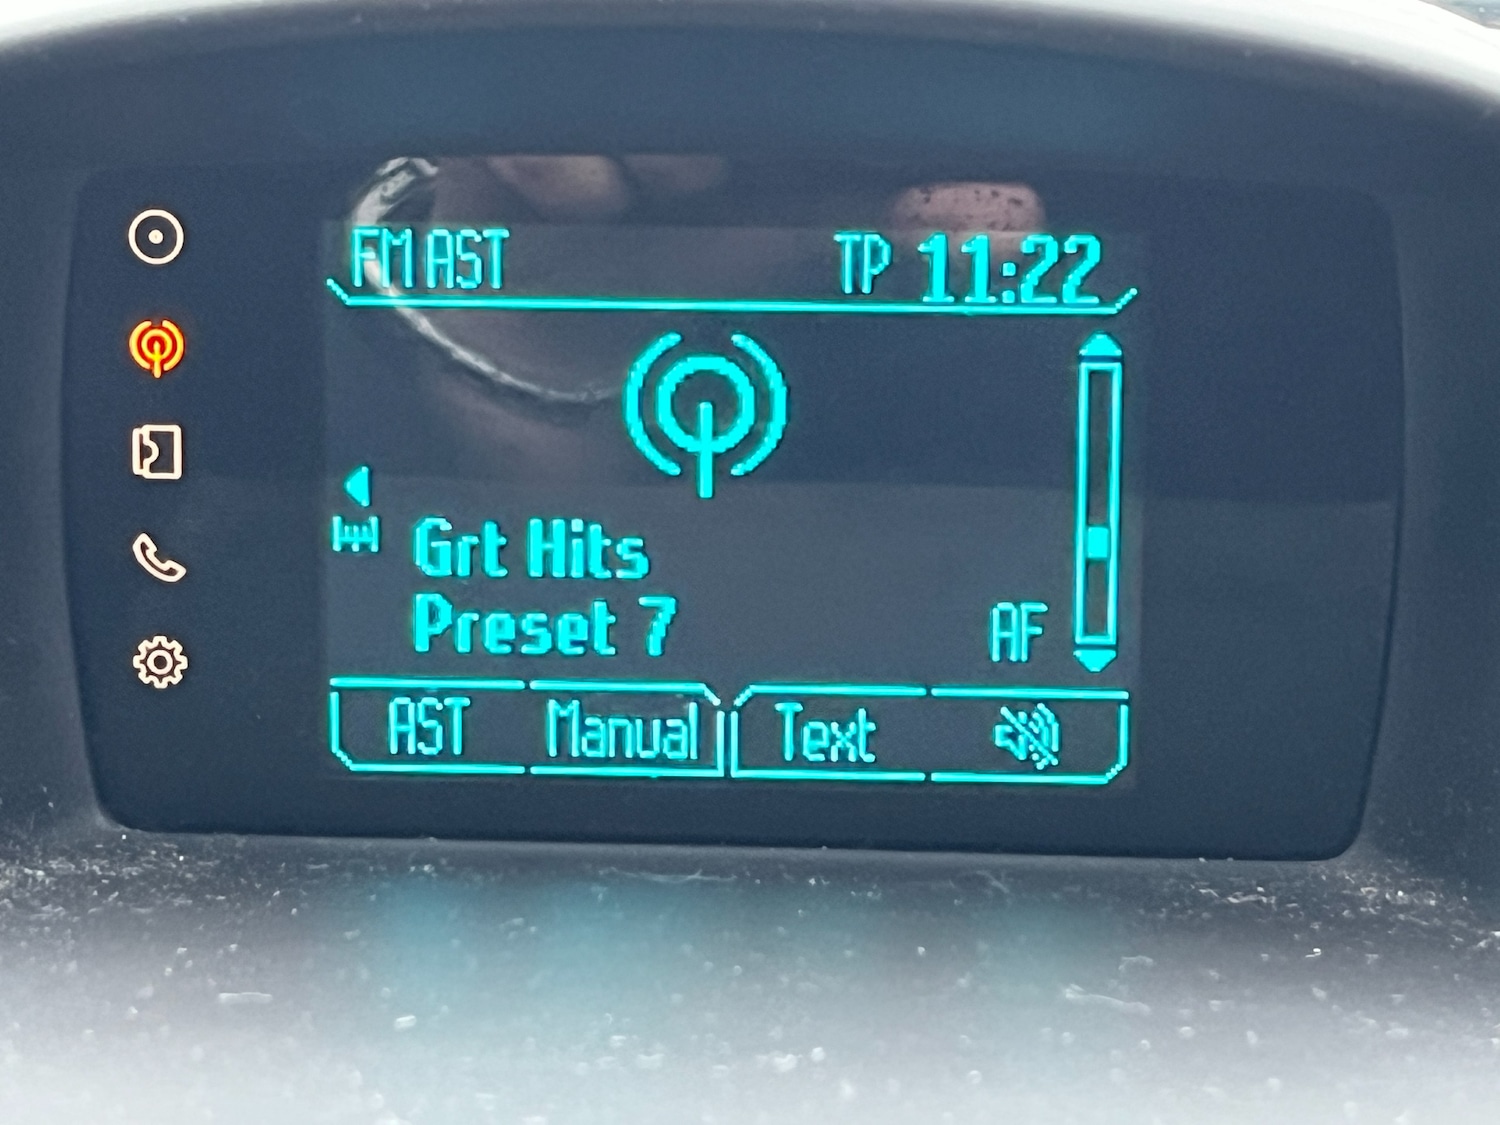 FM AST TP 11:22
Grt Hits
Preset 7
AF
AST Manual Text